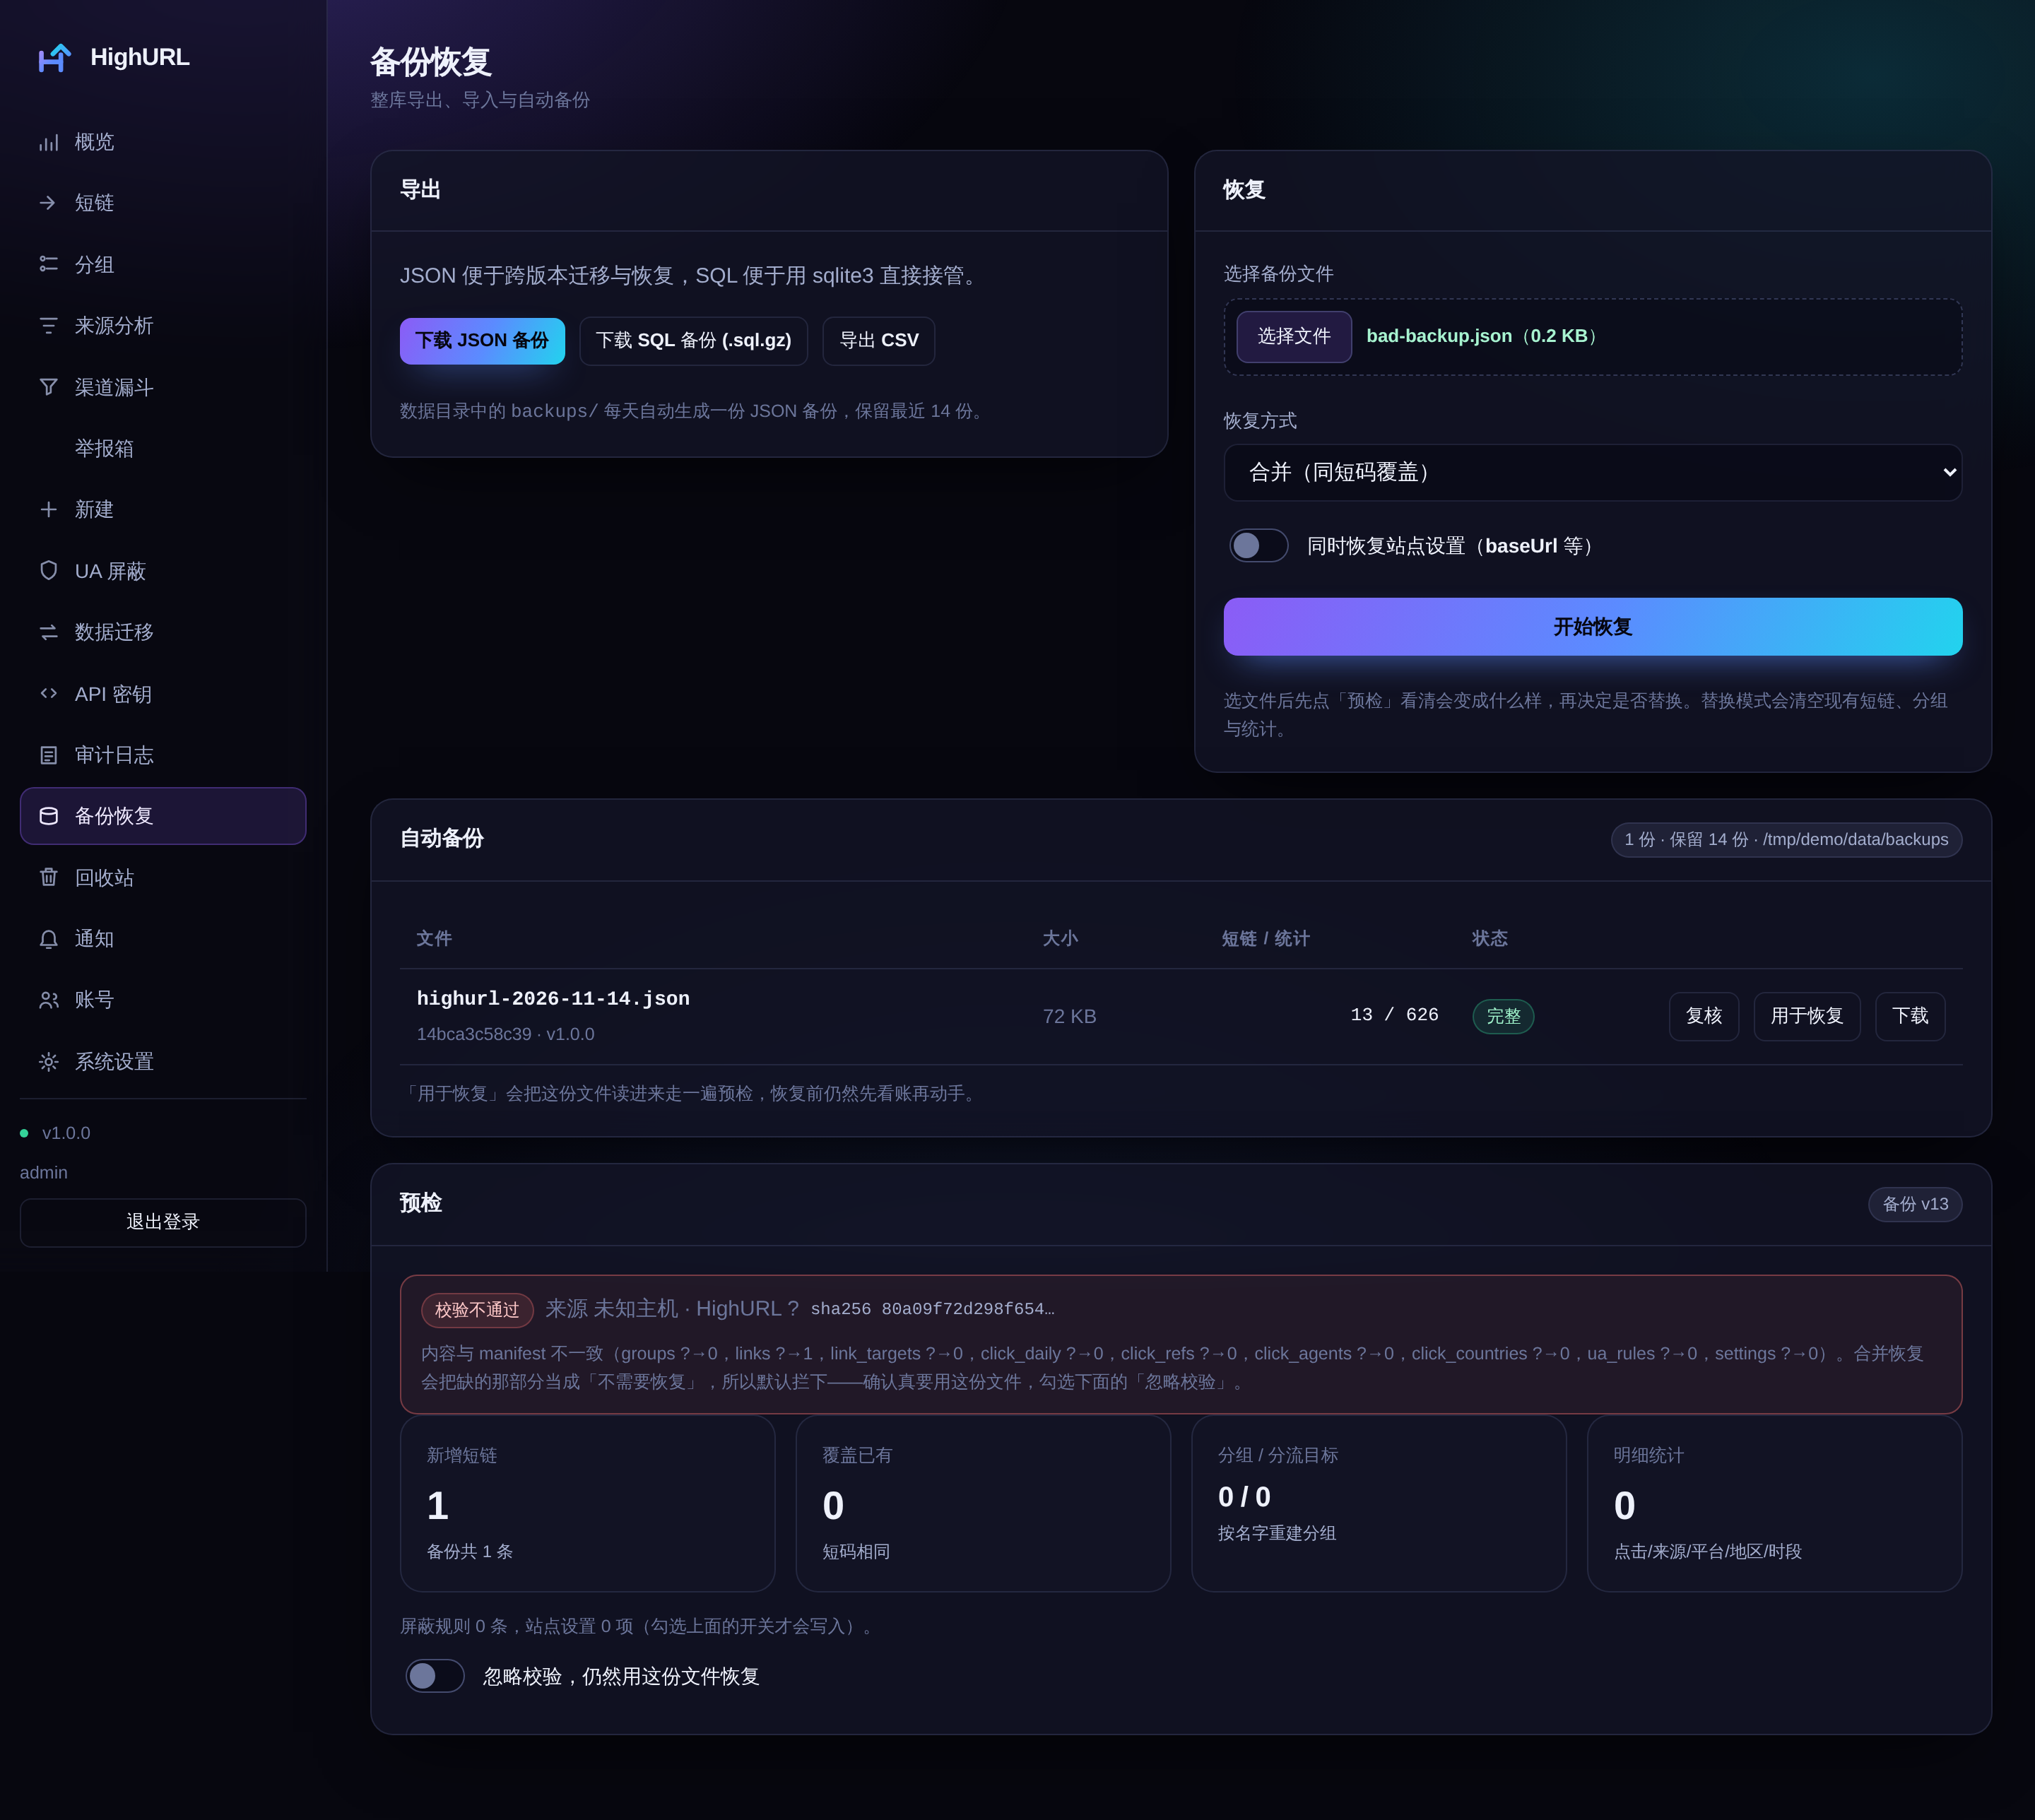 HighURL
概览
短链
分组
来源分析
渠道漏斗
举报箱
新建
UA 屏蔽
数据迁移
API 密钥
审计日志
备份恢复
回收站
通知
账号
系统设置
v1.0.0
admin
退出登录
备份恢复
整库导出、导入与自动备份
导出
JSON 便于跨版本迁移与恢复，SQL 便于用 sqlite3 直接接管。
下载 JSON 备份
下载 SQL 备份 (.sql.gz)
导出 CSV
数据目录中的 backups/ 每天自动生成一份 JSON 备份，保留最近 14 份。
恢复
选择备份文件
选择文件
bad-backup.json（0.2 KB）
恢复方式
合并（同短码覆盖）
同时恢复站点设置（baseUrl 等）
开始恢复
选文件后先点「预检」看清会变成什么样，再决定是否替换。替换模式会清空现有短链、分组
与统计。
自动备份
1 份 · 保留 14 份 · /tmp/demo/data/backups
文件 大小 短链 / 统计 状态
highurl-2026-11-14.json
14bca3c58c39 · v1.0.0
72 KB
13 / 626
完整
复核
用于恢复
下载
「用于恢复」会把这份文件读进来走一遍预检，恢复前仍然先看账再动手。
预检
备份 v13
校验不通过 来源 未知主机 · HighURL ? sha256 80a09f72d298f654…
内容与 manifest 不一致（groups ?→0，links ?→1，link_targets ?→0，click_daily ?→0，click_refs ?→0，click_agents ?→0，click_countries ?→0，ua_rules ?→0，settings ?→0）。合并恢复
会把缺的那部分当成「不需要恢复」，所以默认拦下——确认真要用这份文件，勾选下面的「忽略校验」。
新增短链
1
备份共 1 条
覆盖已有
0
短码相同
分组 / 分流目标
0 / 0
按名字重建分组
明细统计
0
点击/来源/平台/地区/时段
屏蔽规则 0 条，站点设置 0 项（勾选上面的开关才会写入）。
忽略校验，仍然用这份文件恢复